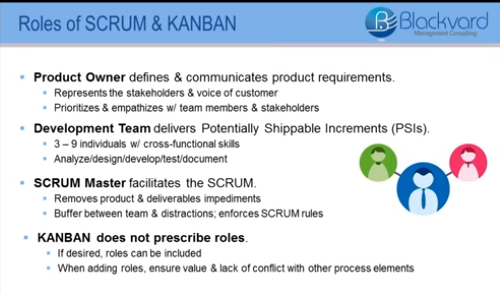 Roles of SCRUM & KANBAN
Blackvard
Management Consulting
Product Owner defines & communicates product requirements.
Represents the stakeholders & voice of customer
Prioritizes & empathizes w/ team members & stakeholders
Development Team delivers Potentially Shippable Increments (PSIs).
3 – 9 individuals w/ cross-functional skills
Analyze/design/develop/test/document
SCRUM Master facilitates the SCRUM.
Removes product & deliverables impediments
Buffer between team & distractions; enforces SCRUM rules
KANBAN does not prescribe roles.
If desired, roles can be included
When adding roles, ensure value & lack of conflict with other process elements